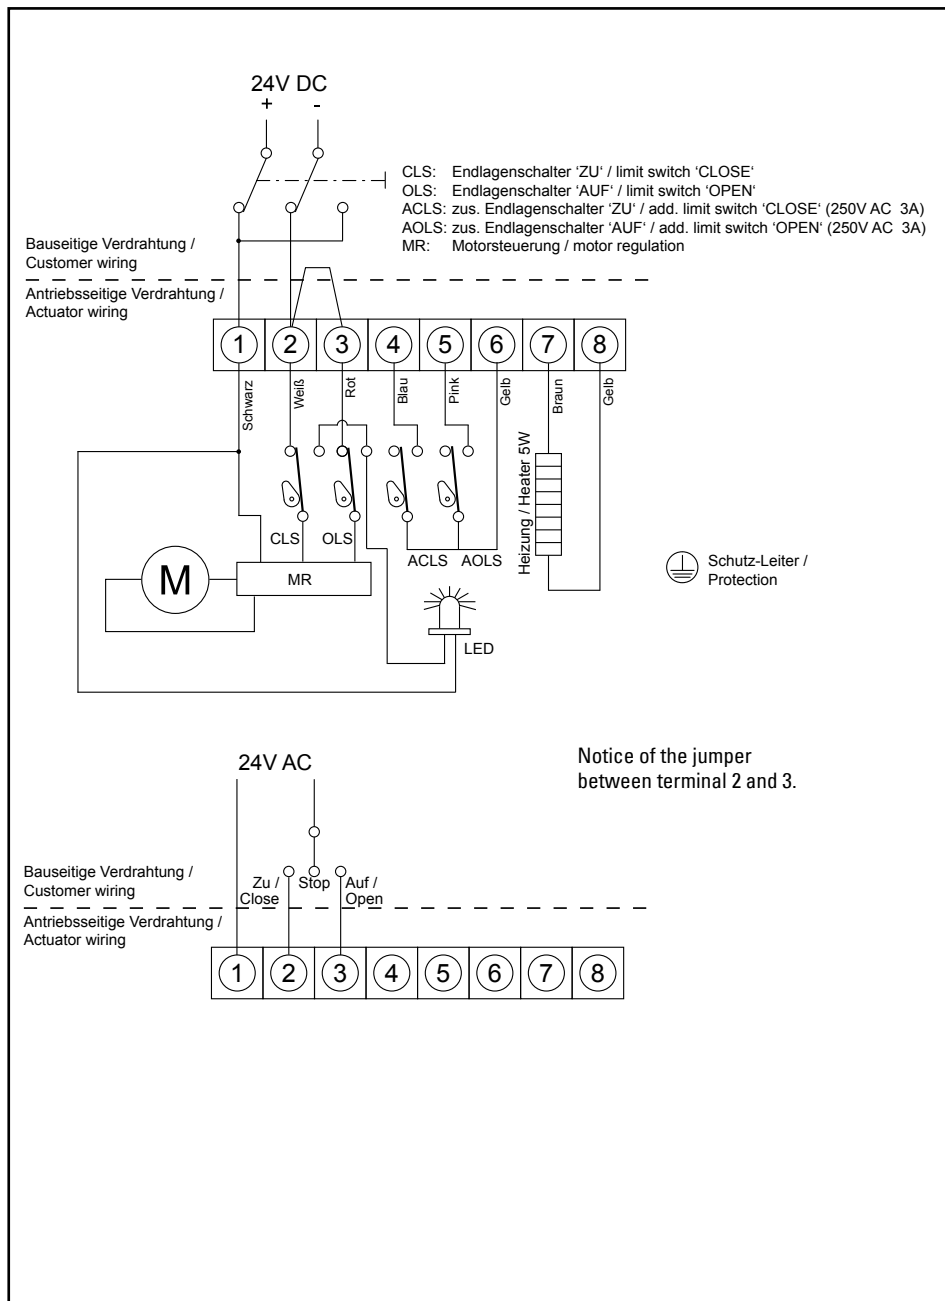 24V DC
+ -
CLS: Endlagenschalter ‘ZU‘ / limit switch ‘CLOSE‘
OLS: Endlagenschalter ‘AUF‘ / limit switch ‘OPEN‘
ACLS: zus. Endlagenschalter ‘ZU‘ / add. limit switch ‘CLOSE‘ (250V AC 3A)
AOLS: zus. Endlagenschalter ‘AUF‘ / add. limit switch ‘OPEN‘ (250V AC 3A)
MR: Motorsteuerung / motor regulation
Bauseitige Verdrahtung /
Customer wiring
Antriebsseitige Verdrahtung /
Actuator wiring
1 2 3 4 5 6 7 8
Schwarz
Weiß
Rot
Blau
Pink
Gelb
Braun
Gelb
Heizung / Heater 5W
CLS OLS
ACLS AOLS
M
MR
Schutz-Leiter /
Protection
LED
24V AC
Notice of the jumper
between terminal 2 and 3.
Bauseitige Verdrahtung /
Customer wiring
Zu /
Close
Stop
Auf /
Open
Antriebsseitige Verdrahtung /
Actuator wiring
1 2 3 4 5 6 7 8